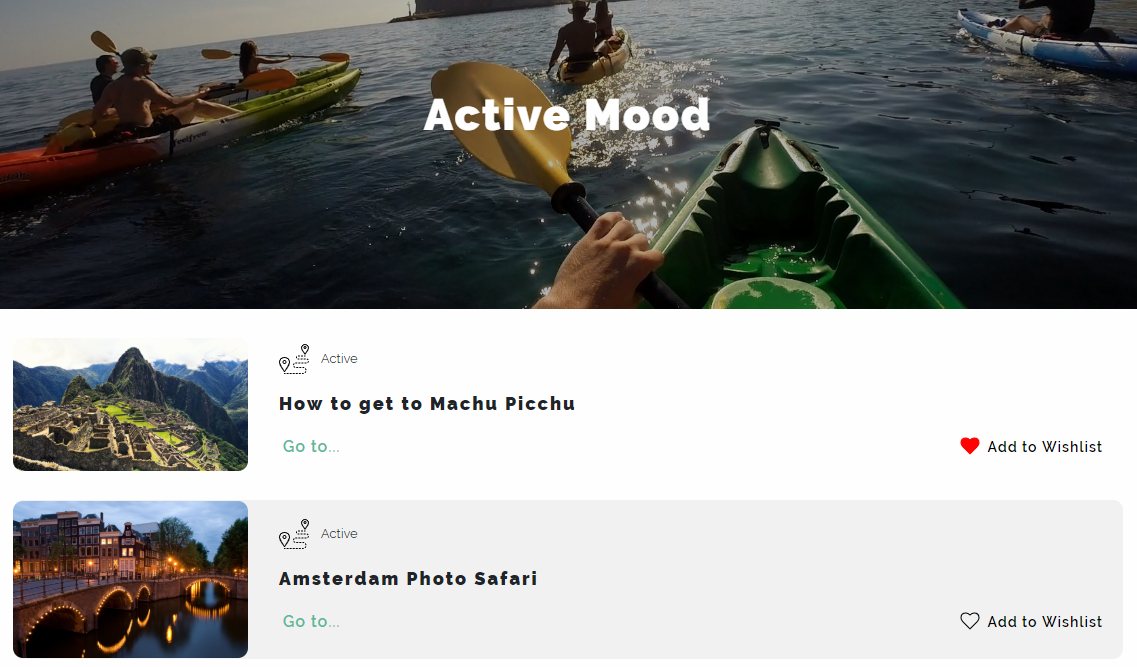 Active Mood
Active
How to get to Machu Picchu
Go to...
Add to Wishlist
Active
Amsterdam Photo Safari
Go to...
Add to Wishlist